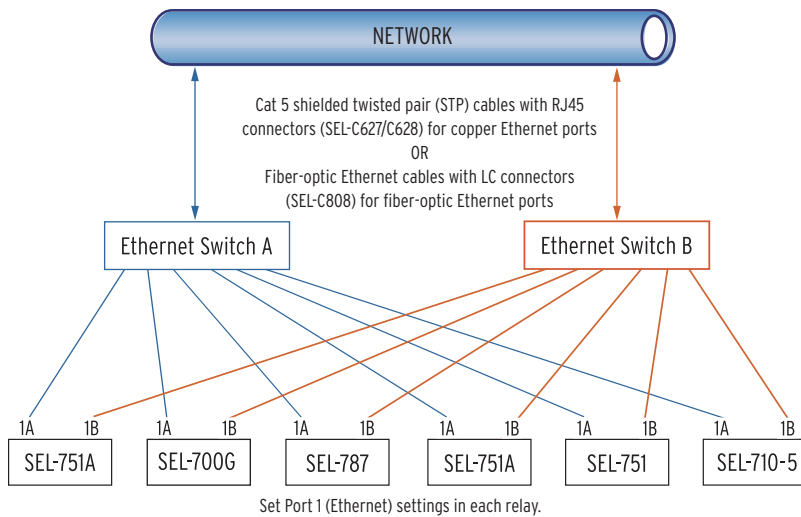 NETWORK
Cat 5 shielded twisted pair (STP) cables with RJ45
connectors (SEL-C627/C628) for copper Ethernet ports
OR
Fiber-optic Ethernet cables with LC connectors
(SEL-C808) for fiber-optic Ethernet ports
Ethernet Switch A
Ethernet Switch B
1A 1B 1A 1B 1A 1B 1A 1B 1A 1B 1A 1B
SEL-751A SEL-700G SEL-787 SEL-751A SEL-751 SEL-710-5
Set Port 1 (Ethernet) settings in each relay.